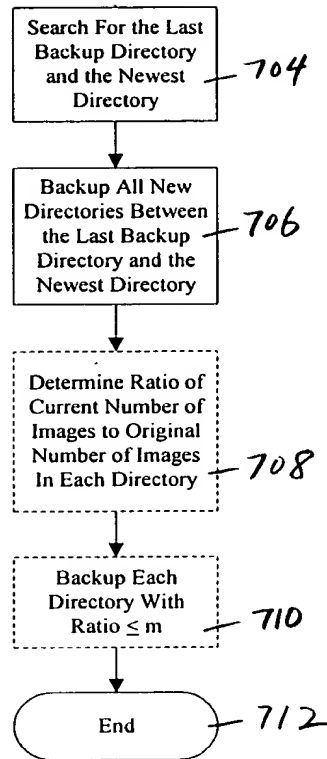 Search For the Last
Backup Directory
and the Newest
Directory
704
Backup All New
Directories Between
the Last Backup
Directory and the
Newest Directory
706
Determine Ratio of
Current Number of
Images to Original
Number of Images
In Each Directory
708
Backup Each
Directory With
Ratio ≤ m
710
End
712